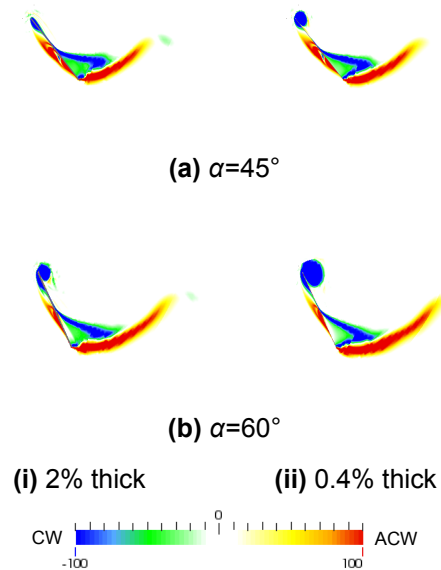 (a) α=45°
(b) α=60°
(i) 2% thick (ii) 0.4% thick
0
CW ACW
-100 100